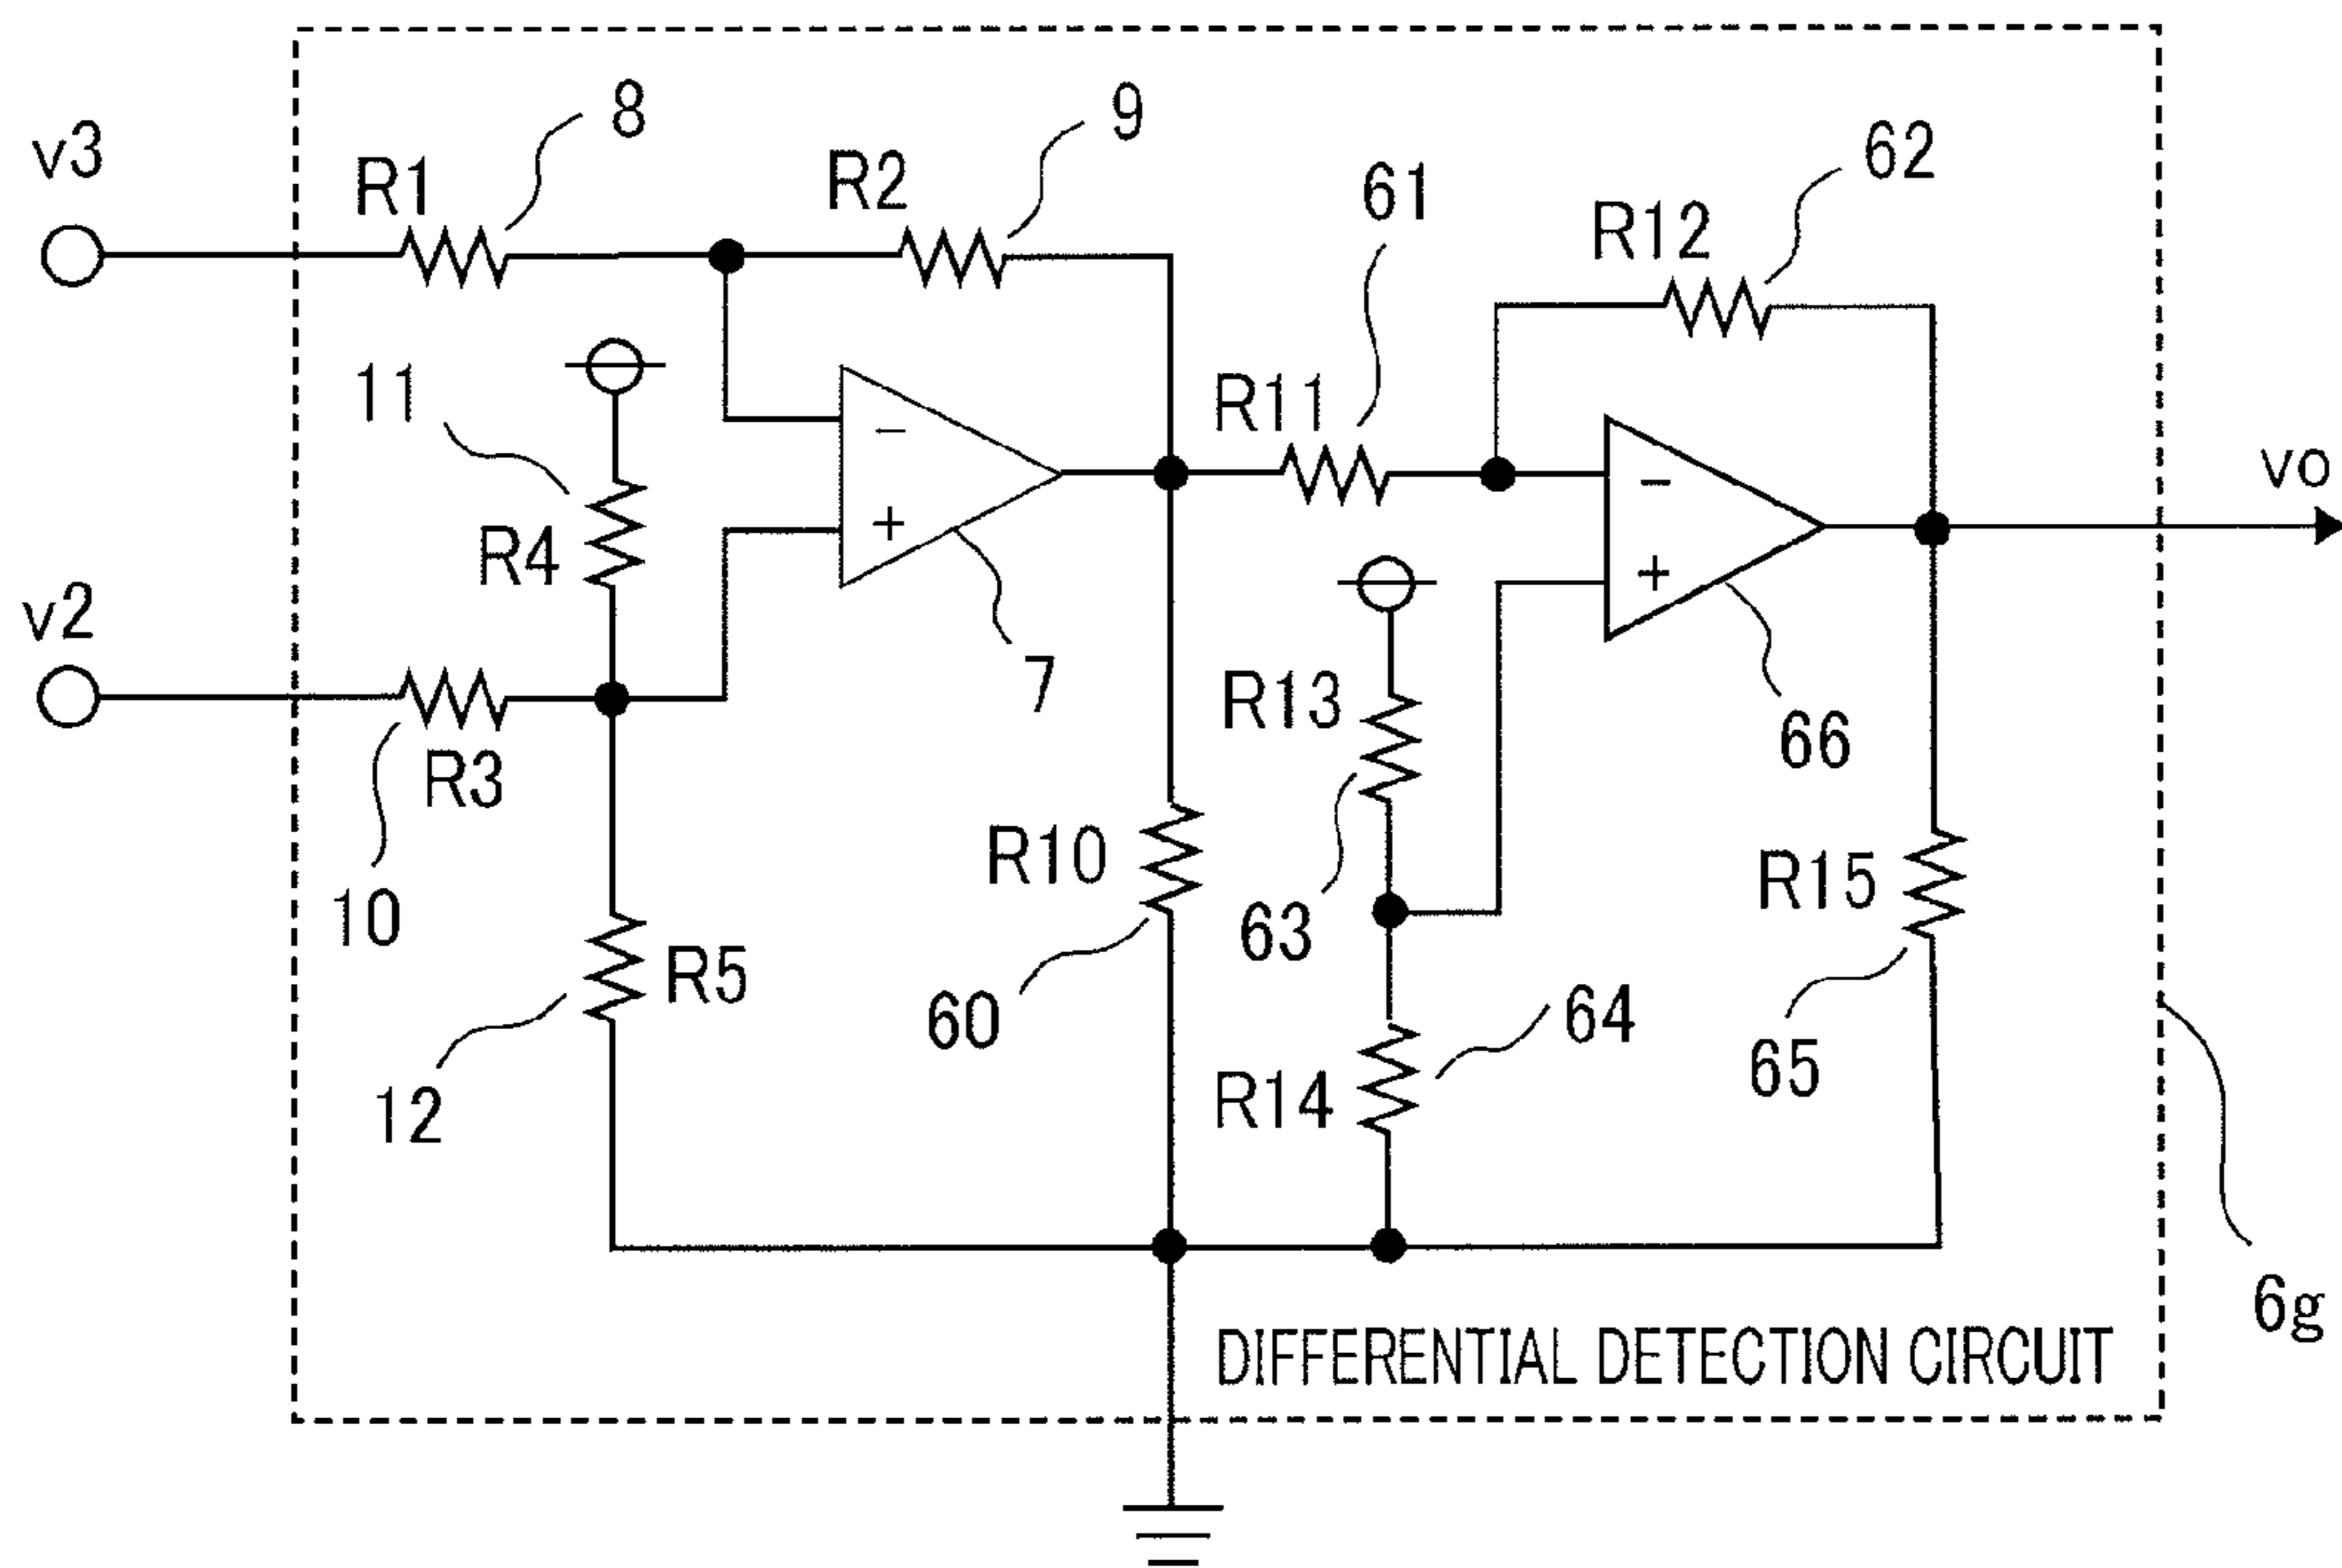 8
9
v3
R1
R2
62
61
R12
11
R11
-
vo
-
+
R4
+
v2
7
R13
66
R3
R10
R15
10
63
R5
60
64
65
R14
12
6g
DIFFERENTIAL DETECTION CIRCUIT